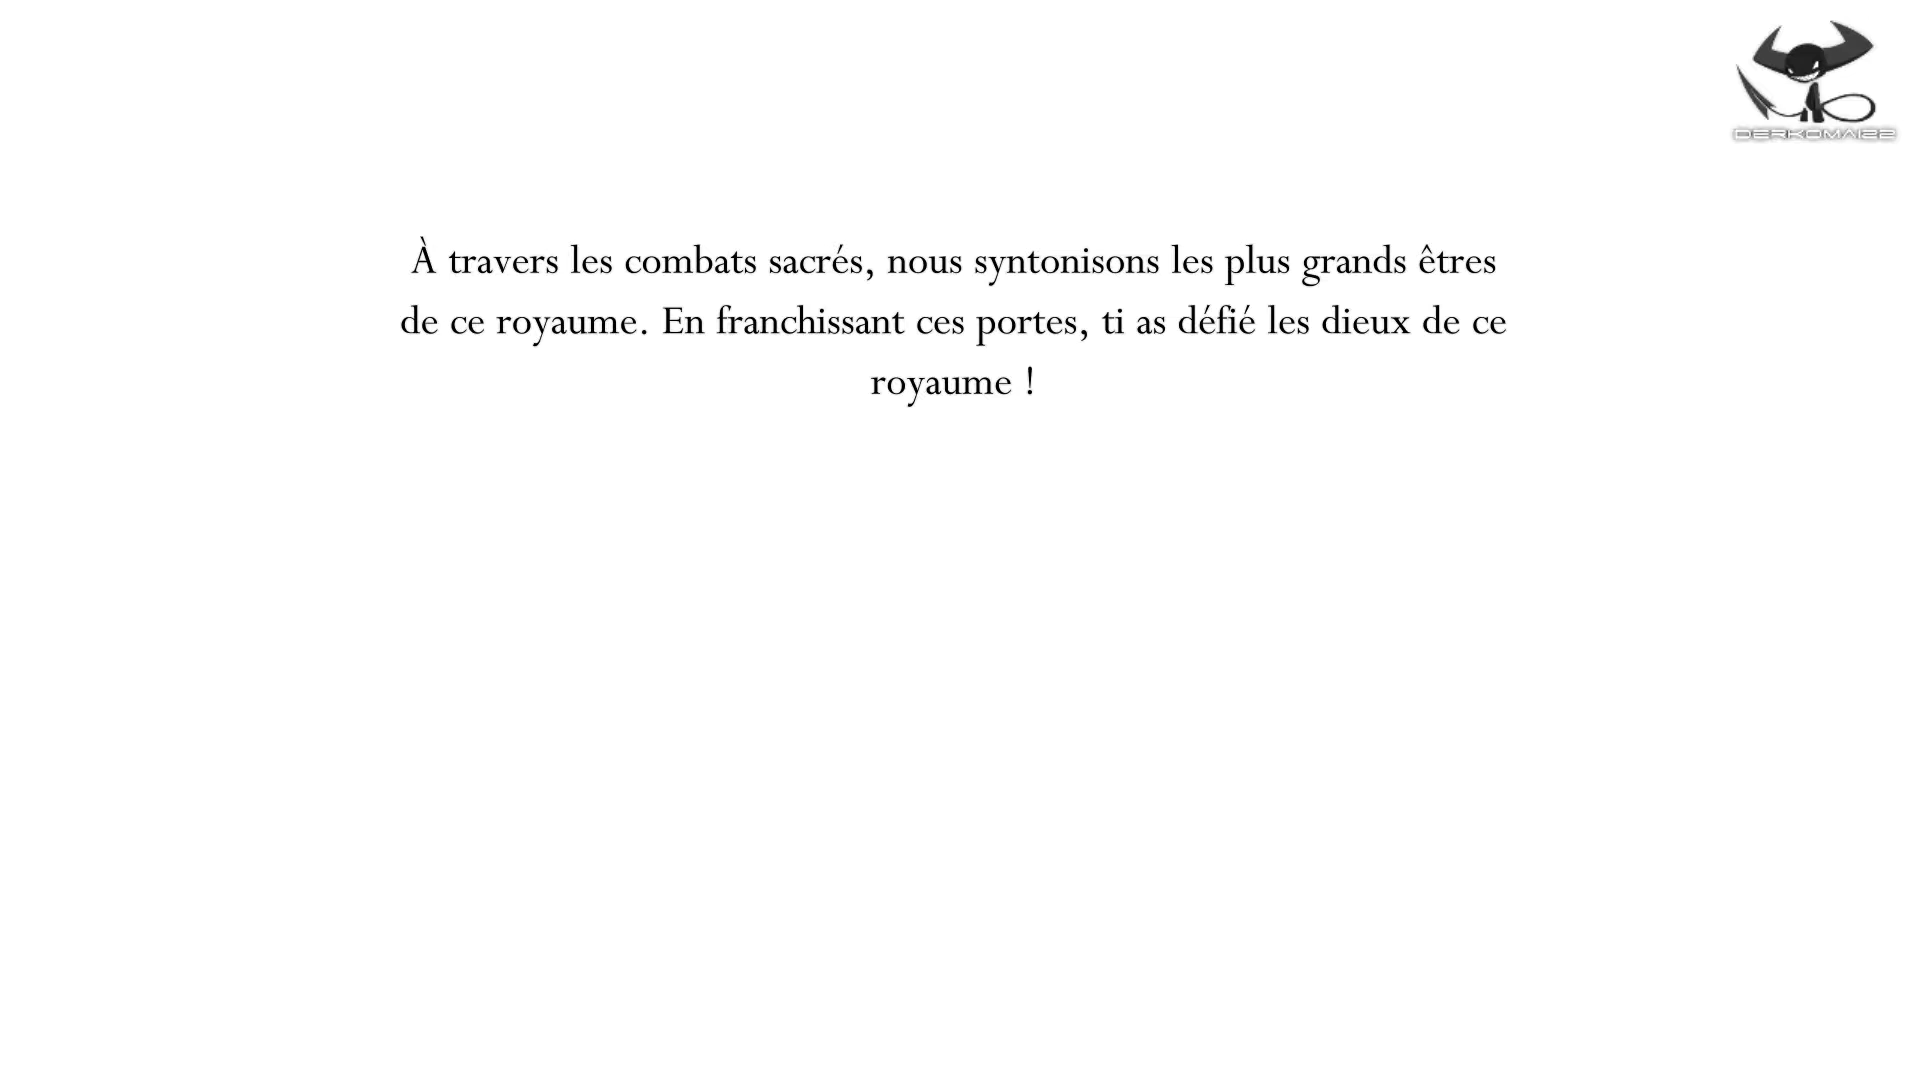 DERKOMAI22
À travers les combats sacrés, nous syntonisons les plus grands êtres
de ce royaume. En franchissant ces portes, ti as défié les dieux de ce
royaume !